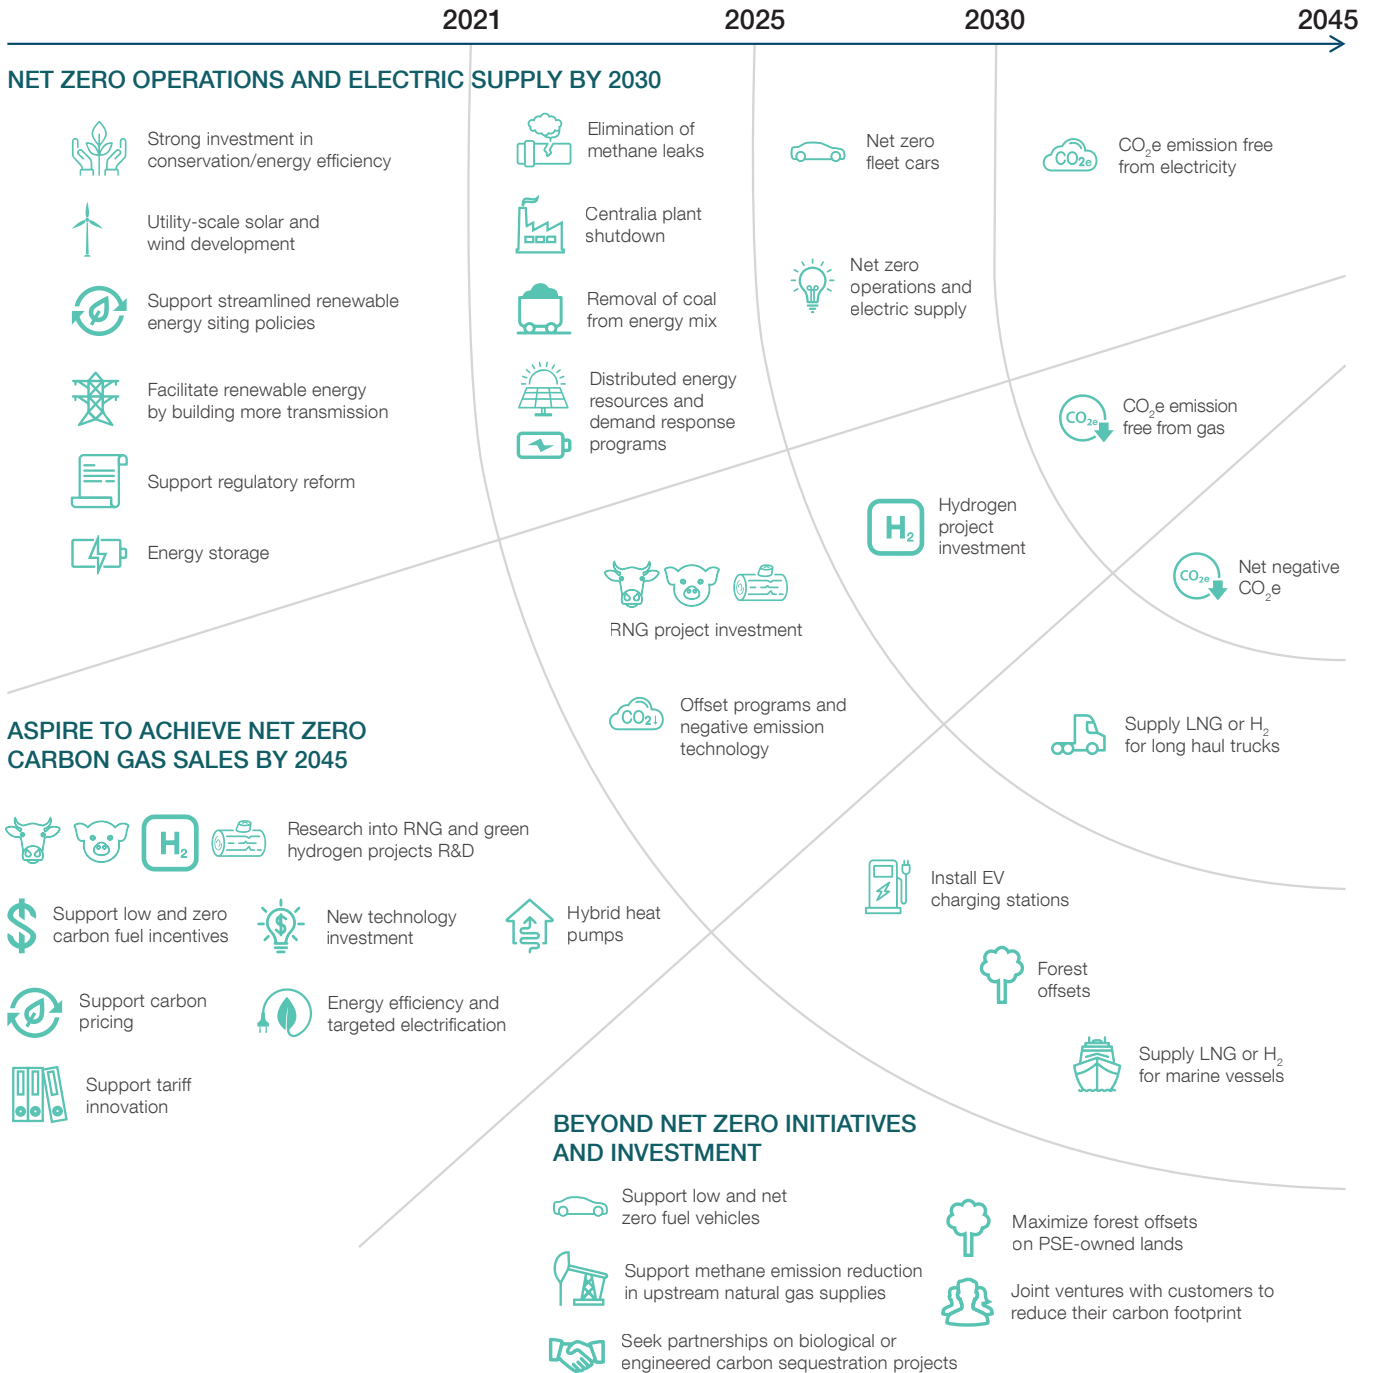 2021
2025
2030
2045
NET ZERO OPERATIONS AND ELECTRIC SUPPLY BY 2030
Strong investment in
conservation/energy efficiency
Utility-scale solar and
wind development
Support streamlined renewable
energy siting policies
Facilitate renewable energy
by building more transmission
Support regulatory reform
Energy storage
Elimination of
methane leaks
Centralia plant
shutdown
Removal of coal
from energy mix
Distributed energy
resources and
demand response
programs
Net zero
fleet cars
Net zero
operations and
electric supply
CO2e
CO₂e emission free
from electricity
ASPIRE TO ACHIEVE NET ZERO
CARBON GAS SALES BY 2045
H₂
Research into RNG and green
hydrogen projects R&D
$
Support low and zero
carbon fuel incentives
$
New technology
investment
Hybrid heat
pumps
Support carbon
pricing
Energy efficiency and
targeted electrification
Support tariff
innovation
RNG project investment
CO2↓
Offset programs and
negative emission
technology
H₂
Hydrogen
project
investment
CO2e
CO₂e emission
free from gas
CO2e
Net negative
CO₂e
Supply LNG or H₂
for long haul trucks
Install EV
charging stations
Forest
offsets
Supply LNG or H₂
for marine vessels
BEYOND NET ZERO INITIATIVES
AND INVESTMENT
Support low and net
zero fuel vehicles
Support methane emission reduction
in upstream natural gas supplies
Seek partnerships on biological or
engineered carbon sequestration projects
Maximize forest offsets
on PSE-owned lands
Joint ventures with customers to
reduce their carbon footprint